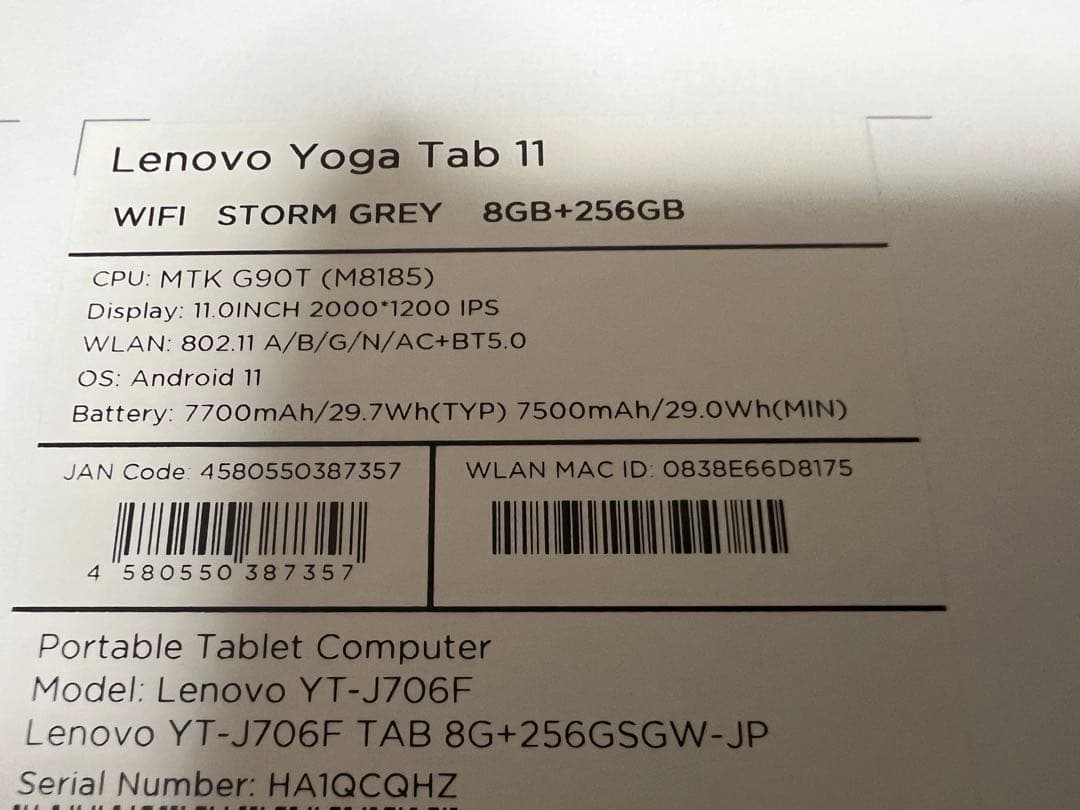 Lenovo Yoga Tab 11
WIFI STORM GREY 8GB+256GB
CPU: MTK G90T (M8185)
Display: 11.0INCH 2000*1200 IPS
WLAN: 802.11 A/B/G/N/AC+BT5.0
OS: Android 11
Battery: 7700mAh/29.7Wh(TYP) 7500mAh/29.0Wh(MIN)
JAN Code: 4580550387357
4 580550 387357
WLAN MAC ID: 0838E66D8175
Portable Tablet Computer
Model: Lenovo YT-J706F
Lenovo YT-J706F TAB 8G+256GSGW-JP
Serial Number: HA1QCQHZ